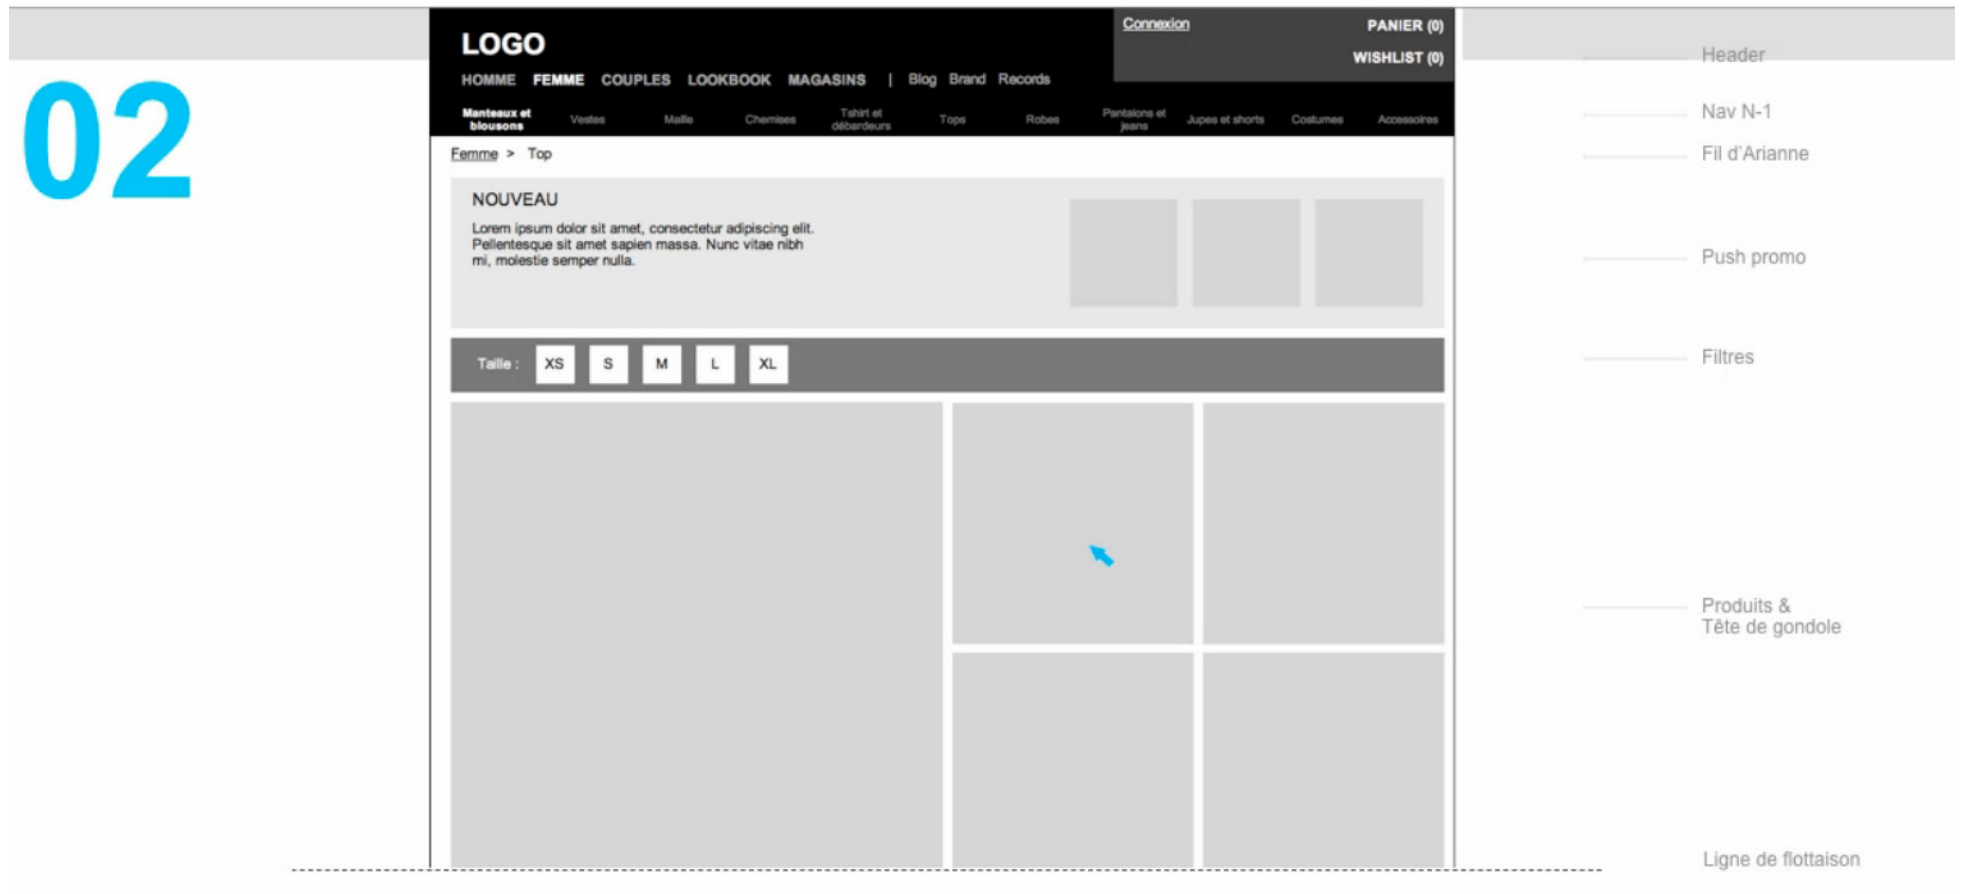 02
LOGO
Connexion
PANIER (0)
WISHLIST (0)
HOMME FEMME COUPLES LOOKBOOK MAGASINS | Blog Brand Records
Manteaux et
blousons
Vestes
Maille
Chemises
Tshirt et
débardeurs
Tops
Robes
Pantalons et
jeans
Jupes et shorts
Costumes
Accessoires
Femme > Top
NOUVEAU
Lorem ipsum dolor sit amet, consectetur adipiscing elit.
Pellentesque sit amet sapien massa. Nunc vitae nibh
mi, molestie semper nulla.
Taille : XS S M L XL
Header
Nav N-1
Fil d'Arianne
Push promo
Filtres
Produits &
Tête de gondole
Ligne de flottaison